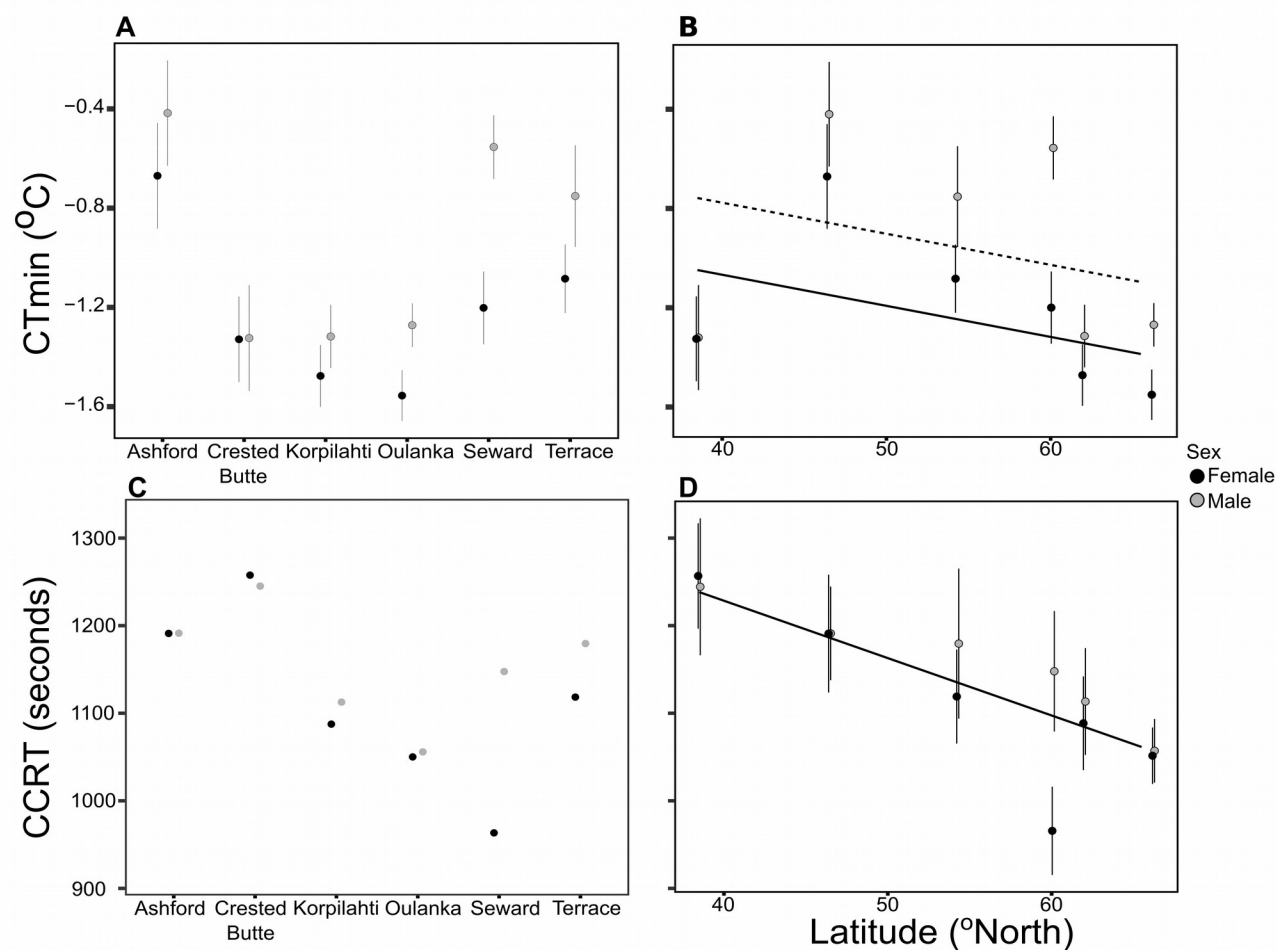 A
B
CTmin (°C)
−0.4
−0.8
−1.2
−1.6
Ashford Crested Korpilahti Oulanka Seward Terrace
Butte
40 50 60
Sex
Female
Male
C
D
CCRT (seconds)
1300
1200
1100
1000
900
Ashford Crested Korpilahti Oulanka Seward Terrace
Butte
40 50 60
Latitude (°North)